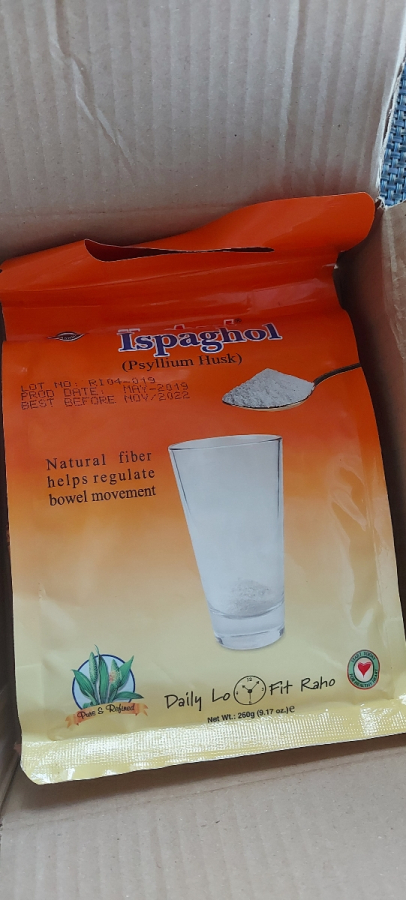 Ispaghol
(Psyllium Husk)
LOT NO: RI04-019
PROD DATE: MAY-2019
BEST BEFORE NOV/2022
Natural fiber
helps regulate
bowel movement
Pure & Refined
Daily Lo Fit Raho
Net Wt.: 260g (9.17 oz.)e